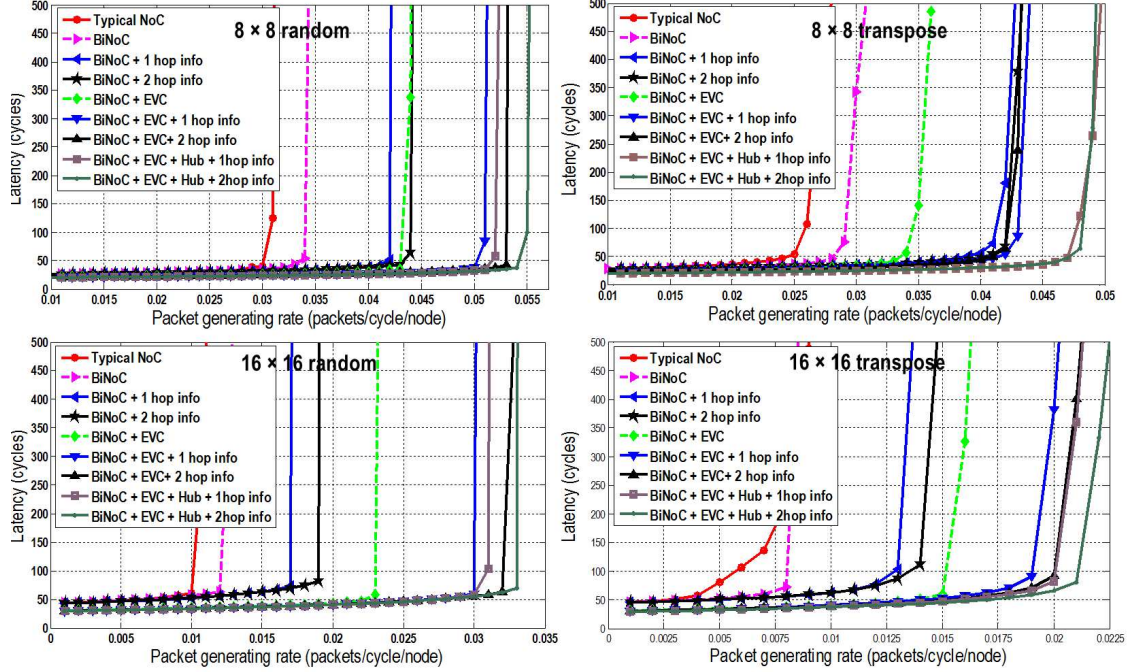 8 × 8 random
500
450
400
350
300
250
200
150
100
50
0
Latency (cycles)
Typical NoC
BiNoC
BiNoC + 1 hop info
BiNoC + 2 hop info
BiNoC + EVC
BiNoC + EVC + 1 hop info
BiNoC + EVC+ 2 hop info
BiNoC + EVC + Hub + 1hop info
BiNoC + EVC + Hub + 2hop info
0.01 0.015 0.02 0.025 0.03 0.035 0.04 0.045 0.05 0.055
Packet generating rate (packets/cycle/node)
8 × 8 transpose
500
450
400
350
300
250
200
150
100
50
0
Latency (cycles)
Typical NoC
BiNoC
BiNoC + 1 hop info
BiNoC + 2 hop info
BiNoC + EVC
BiNoC + EVC + 1 hop info
BiNoC + EVC+ 2 hop info
BiNoC + EVC + Hub + 1hop info
BiNoC + EVC + Hub + 2hop info
0.01 0.015 0.02 0.025 0.03 0.035 0.04 0.045 0.05
Packet generating rate (packets/cycle/node)
16 × 16 random
500
450
400
350
300
250
200
150
100
50
0
Latency (cycles)
Typical NoC
BiNoC
BiNoC + 1 hop info
BiNoC + 2 hop info
BiNoC + EVC
BiNoC + EVC + 1 hop info
BiNoC + EVC+ 2 hop info
BiNoC + EVC + Hub + 1hop info
BiNoC + EVC + Hub + 2hop info
0.005 0.01 0.015 0.02 0.025 0.03 0.035
Packet generating rate (packets/cycle/node)
16 × 16 transpose
500
450
400
350
300
250
200
150
100
50
0
Latency (cycles)
Typical NoC
BiNoC
BiNoC + 1 hop info
BiNoC + 2 hop info
BiNoC + EVC
BiNoC + EVC + 1 hop info
BiNoC + EVC+ 2 hop info
BiNoC + EVC + Hub + 1hop info
BiNoC + EVC + Hub + 2hop info
0 0.0025 0.005 0.0075 0.01 0.0125 0.015 0.0175 0.02 0.0225
Packet generating rate (packets/cycle/node)